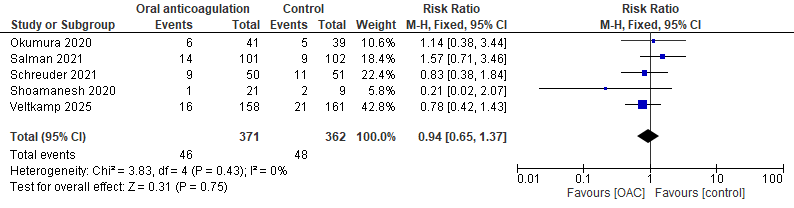 Oral anticoagulation Control Risk Ratio Risk Ratio
Study or Subgroup Events Total Events Total Weight M-H, Fixed, 95% CI M-H, Fixed, 95% CI
Okumura 2020 6 41 5 39 10.6% 1.14 [0.38, 3.44]
Salman 2021 14 101 9 102 18.4% 1.57 [0.71, 3.46]
Schreuder 2021 9 50 11 51 22.4% 0.83 [0.38, 1.84]
Shoamanesh 2020 1 21 2 9 5.8% 0.21 [0.02, 2.07]
Veltkamp 2025 16 158 21 161 42.8% 0.78 [0.42, 1.43]
Total (95% CI) 371 362 100.0% 0.94 [0.65, 1.37]
Total events 46 48
Heterogeneity: Chi² = 3.83, df = 4 (P = 0.43); I² = 0%
Test for overall effect: Z = 0.31 (P = 0.75)
0.01 0.1 1 10 100
Favours [OAC] Favours [control]